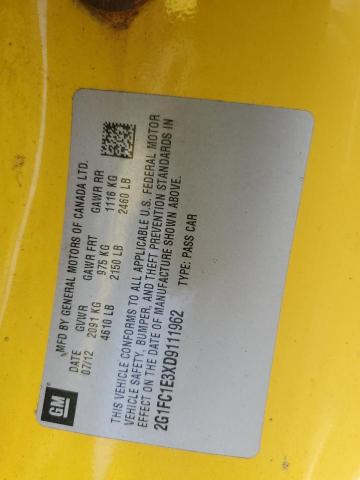 GM
MFD BY GENERAL MOTORS OF CANADA LTD.
DATE GVWR GAWR FRT GAWR RR
07/12 2091 KG 975 KG 1116 KG
4610 LB 2150 LB 2460 LB
THIS VEHICLE CONFORMS TO ALL APPLICABLE U.S. FEDERAL MOTOR
VEHICLE SAFETY, BUMPER, AND THEFT PREVENTION STANDARDS IN
EFFECT ON THE DATE OF MANUFACTURE SHOWN ABOVE.
2G1FC1E3XD9111962 TYPE: PASS CAR